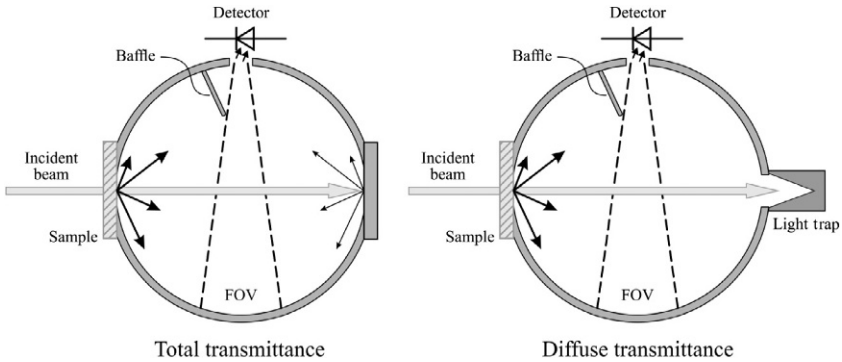 Detector
Baffle
Incident
beam
Sample
FOV
Total transmittance
Detector
Baffle
Incident
beam
Sample
Light trap
FOV
Diffuse transmittance